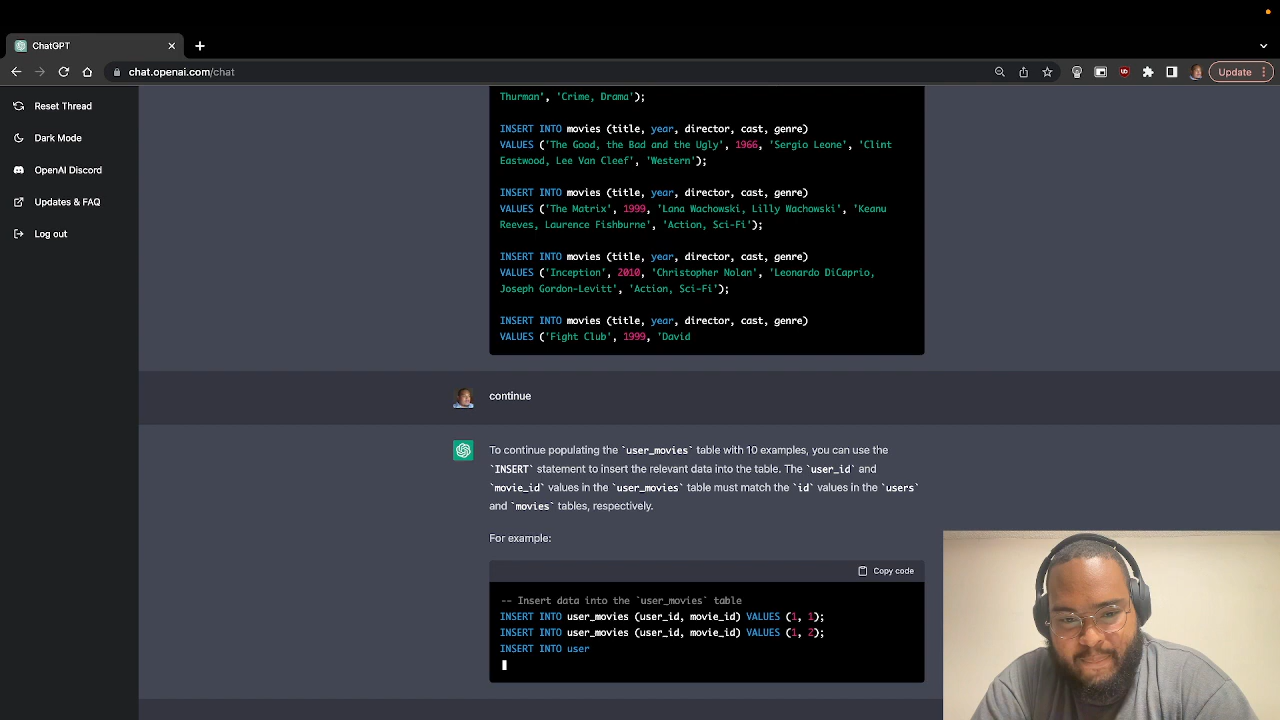 ChatGPT
chat.openai.com/chat
Update
Reset Thread
Dark Mode
OpenAI Discord
Updates & FAQ
Log out
Thurman', 'Crime, Drama');
INSERT INTO movies (title, year, director, cast, genre)
VALUES ('The Good, the Bad and the Ugly', 1966, 'Sergio Leone', 'Clint
Eastwood, Lee Van Cleef', 'Western');
INSERT INTO movies (title, year, director, cast, genre)
VALUES ('The Matrix', 1999, 'Lana Wachowski, Lilly Wachowski', 'Keanu
Reeves, Laurence Fishburne', 'Action, Sci-Fi');
INSERT INTO movies (title, year, director, cast, genre)
VALUES ('Inception', 2010, 'Christopher Nolan', 'Leonardo DiCaprio,
Joseph Gordon-Levitt', 'Action, Sci-Fi');
INSERT INTO movies (title, year, director, cast, genre)
VALUES ('Fight Club', 1999, 'David
continue
To continue populating the `user_movies` table with 10 examples, you can use the
`INSERT` statement to insert the relevant data into the table. The `user_id` and
`movie_id` values in the `user_movies` table must match the `id` values in the `users`
and `movies` tables, respectively.
For example:
Copy code
-- Insert data into the `user_movies` table
INSERT INTO user_movies (user_id, movie_id) VALUES (1, 1);
INSERT INTO user_movies (user_id, movie_id) VALUES (1, 2);
INSERT INTO user